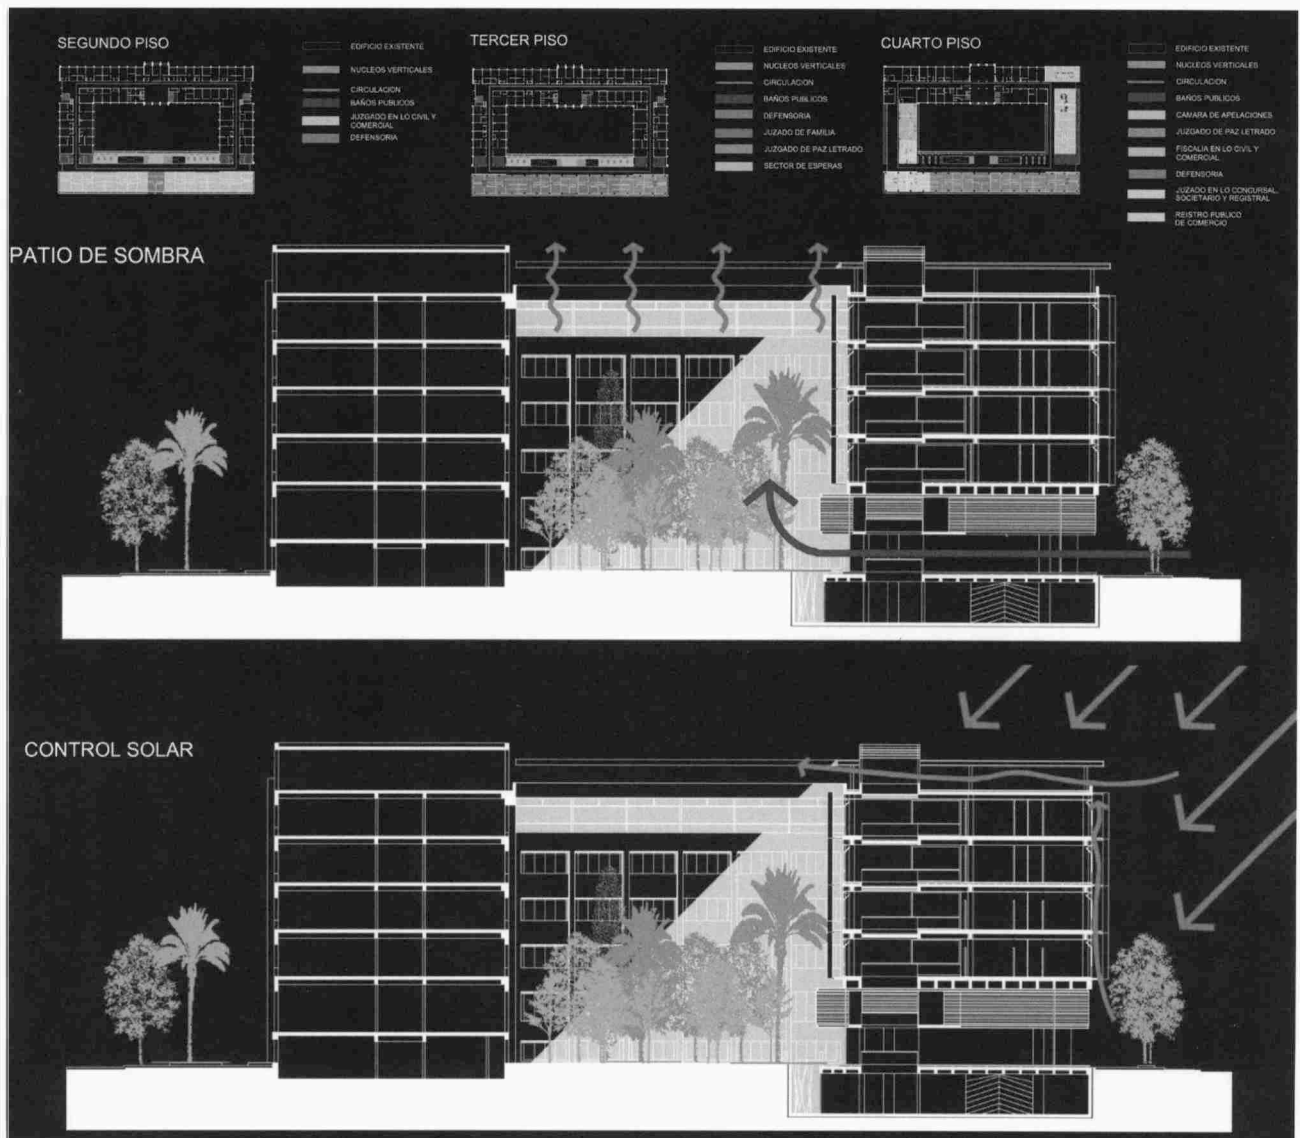 SEGUNDO PISO
EDIFICIO EXISTENTE
NUCLEOS VERTICALES
CIRCULACION
BAÑOS PUBLICOS
JUZGADO EN LO CIVIL Y
COMERCIAL
DEFENSORIA
TERCER PISO
EDIFICIO EXISTENTE
NUCLEOS VERTICALES
CIRCULACION
BAÑOS PUBLICOS
DEFENSORIA
JUZADO DE FAMILIA
JUZGADO DE PAZ LETRADO
SECTOR DE ESPERAS
CUARTO PISO
EDIFICIO EXISTENTE
NUCLEOS VERTICALES
CIRCULACION
BAÑOS PUBLICOS
CAMARA DE APELACIONES
JUZGADO DE PAZ LETRADO
FISCALIA EN LO CIVIL Y
COMERCIAL
DEFENSORIA
JUZADO EN LO CONCURSAL,
SOCIETARIO Y REGISTRAL
REISTRO PUBLICO
DE COMERCIO
PATIO DE SOMBRA
CONTROL SOLAR